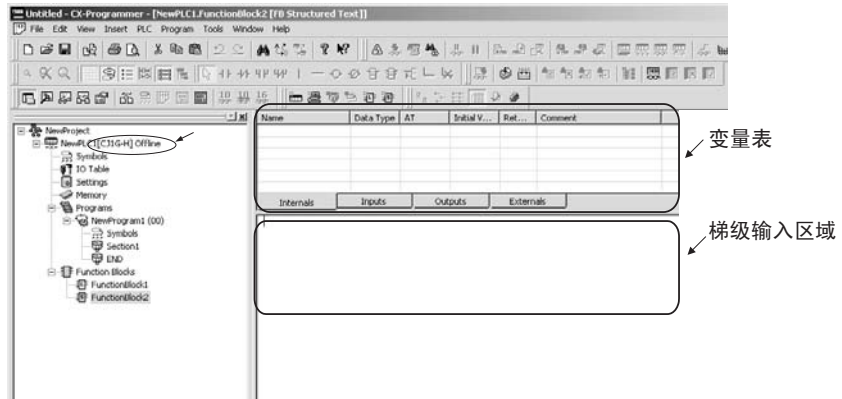 Untitled - CX-Programmer - [NewPLC1.FunctionBlock2 [FB Structured Text]]
File Edit View Insert PLC Program Tools Window Help
Name Data Type AT Initial V... Ret... Comment
变量表
Internals Inputs Outputs Externals
梯级输入区域
NewProject
NewPLC1[CJ1G-H] Offline
Symbols
IO Table
Settings
Memory
Programs
NewProgram1 (00)
Symbols
Section1
END
Function Blocks
FunctionBlock1
FunctionBlock2